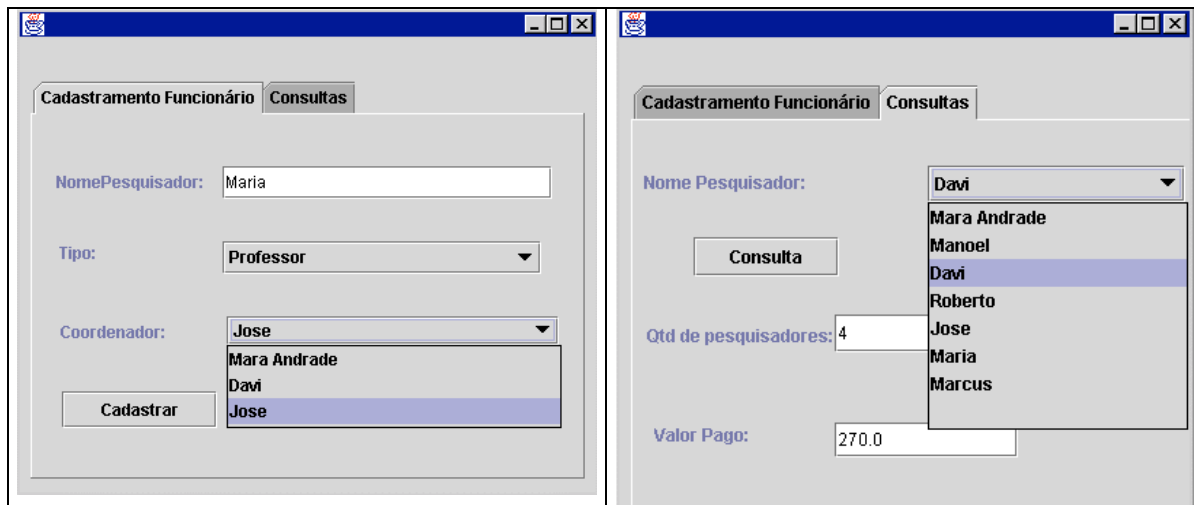 Cadastramento Funcionário Consultas
NomePesquisador: Maria
Tipo: Professor
Coordenador: Jose
Mara Andrade
Davi
Jose
Cadastrar
Cadastramento Funcionário Consultas
Nome Pesquisador: Davi
Mara Andrade
Manoel
Davi
Roberto
Jose
Maria
Marcus
Consulta
Qtd de pesquisadores: 4
Valor Pago: 270.0